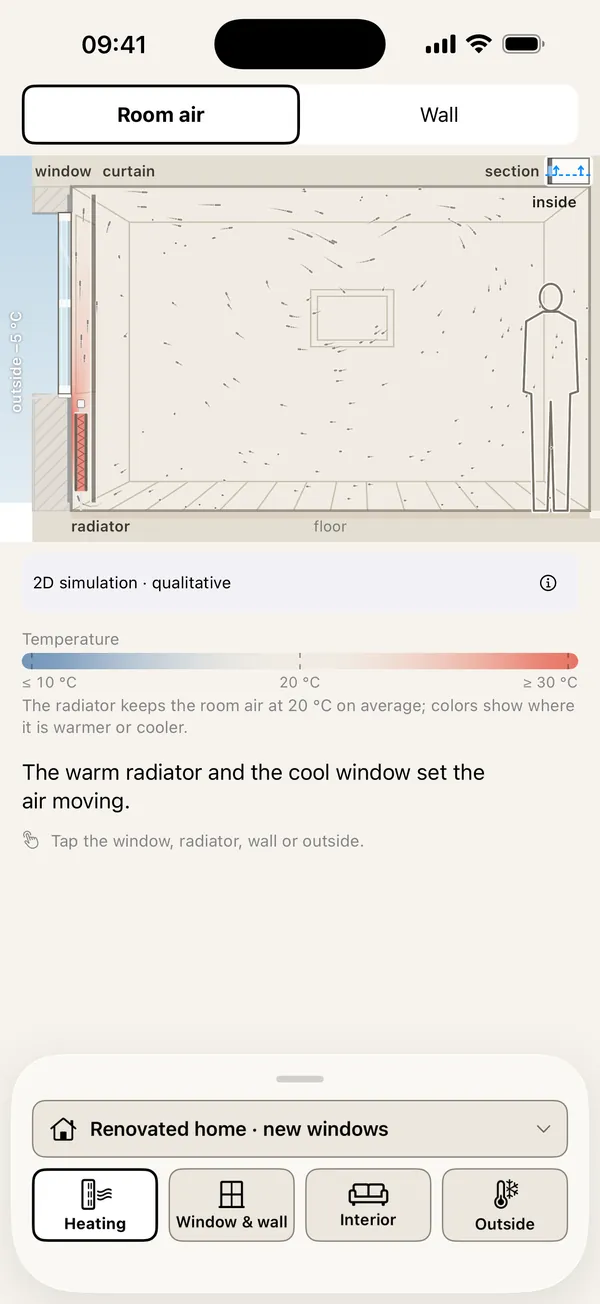 09:41
Room air
Wall
window curtain
section
inside
outside −5 °C
radiator
floor
2D simulation · qualitative
Temperature
≤ 10 °C
20 °C
≥ 30 °C
The radiator keeps the room air at 20 °C on average; colors show where
it is warmer or cooler.
The warm radiator and the cool window set the
air moving.
Tap the window, radiator, wall or outside.
Renovated home · new windows
Heating
Window & wall
Interior
Outside